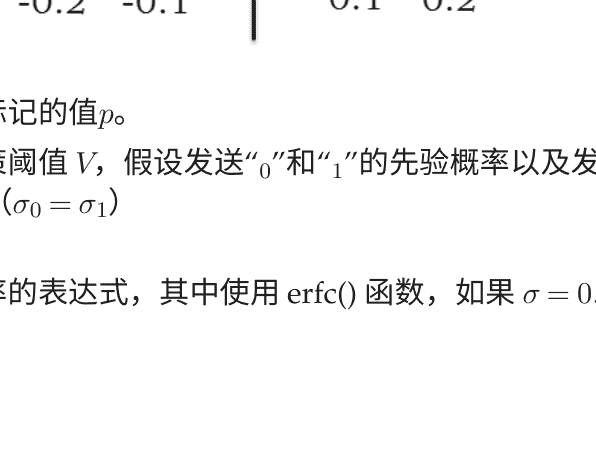 -0.2 -0.1 0.1 0.2
标记的值p。
策阈值 V，假设发送“0”和“1”的先验概率以及发
（σ0 = σ1）
率的表达式，其中使用 erfc() 函数，如果 σ = 0.